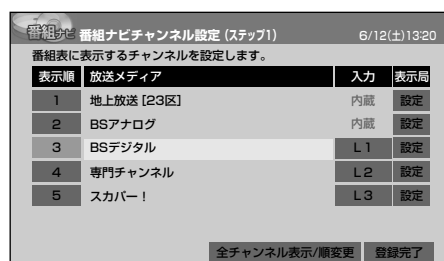 番組ナビ 番組ナビチャンネル設定 (ステップ1) 6/12(土)13:20
番組表に表示するチャンネルを設定します。
表示順 放送メディア 入力 表示局
1 地上放送 [23区] 内蔵 設定
2 BSアナログ 内蔵 設定
3 BSデジタル L1 設定
4 専門チャンネル L2 設定
5 スカパー! L3 設定
全チャンネル表示/順変更 登録完了